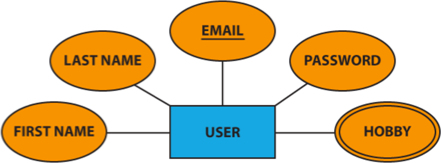 EMAIL
LAST NAME
PASSWORD
FIRST NAME
USER
HOBBY